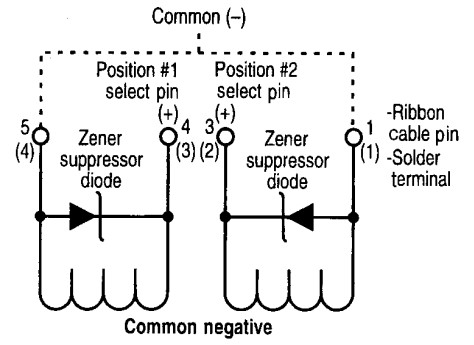 Common (–)
Position #1 select pin (+)
Position #2 select pin (+)
5
(4)
Zener suppressor diode
4
(3)
3
(2)
Zener suppressor diode
1
(1)
-Ribbon cable pin
-Solder terminal
Common negative